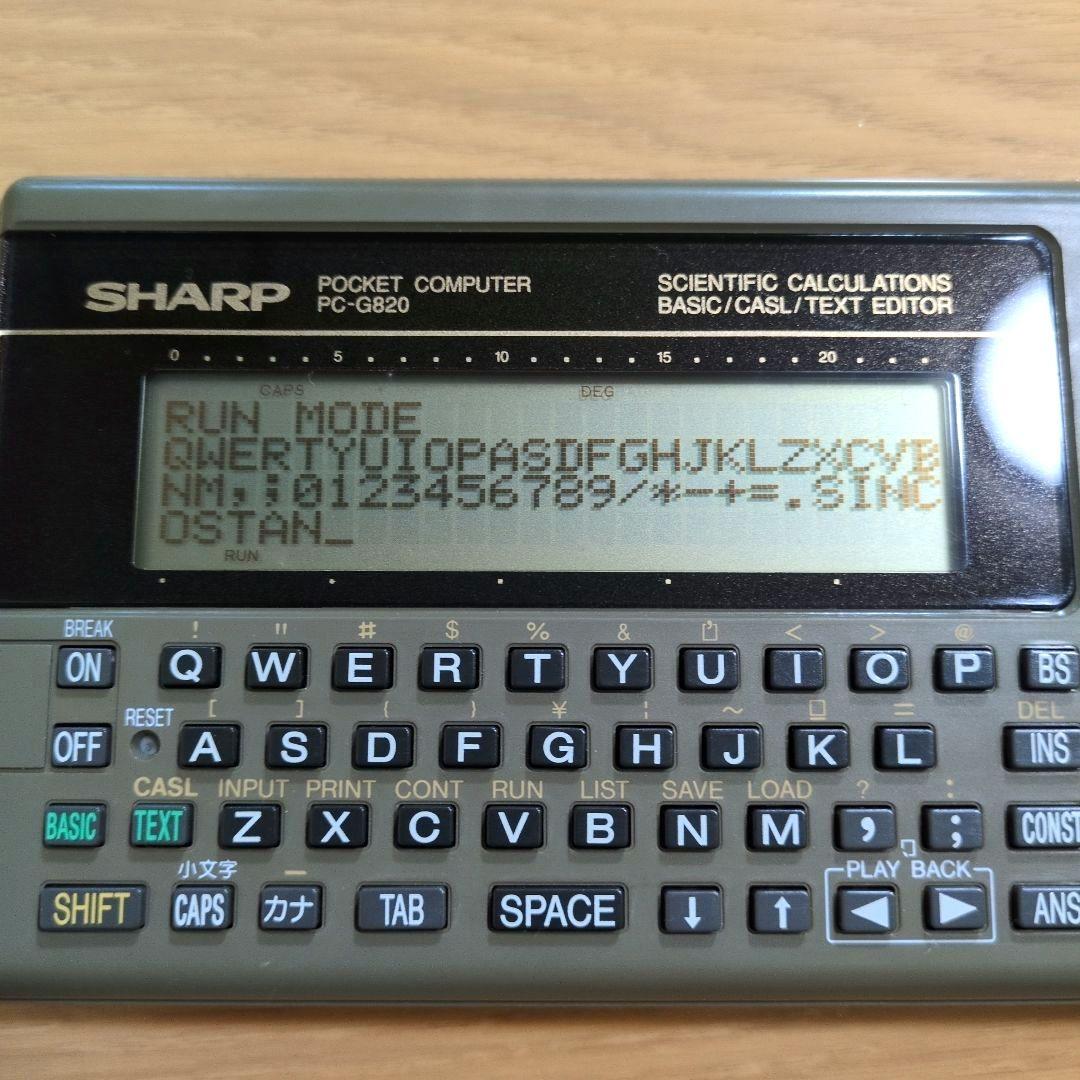 SHARP POCKET COMPUTER SCIENTIFIC CALCULATIONS
PC-G820 BASIC/CASL/TEXT EDITOR
0 5 10 15 20
CAPS DEG
RUN MODE
QWERTYUIOPASDFGHJKLZXCVB
NM,;0123456789/*-+=.SINC
OSTAN_
RUN
BREAK ! " # $ % & < > @
ON Q W E R T Y U I O P BS
RESET [ ] { } ¥ ¦ ~ = DEL
OFF A S D F G H J K L INS
CASL INPUT PRINT CONT RUN LIST SAVE LOAD ? :
BASIC TEXT Z X C V B N M , ; CONST
小文字 ー PLAY BACK
SHIFT CAPS カナ TAB SPACE ↓ ↑ ◀ ▶ ANS